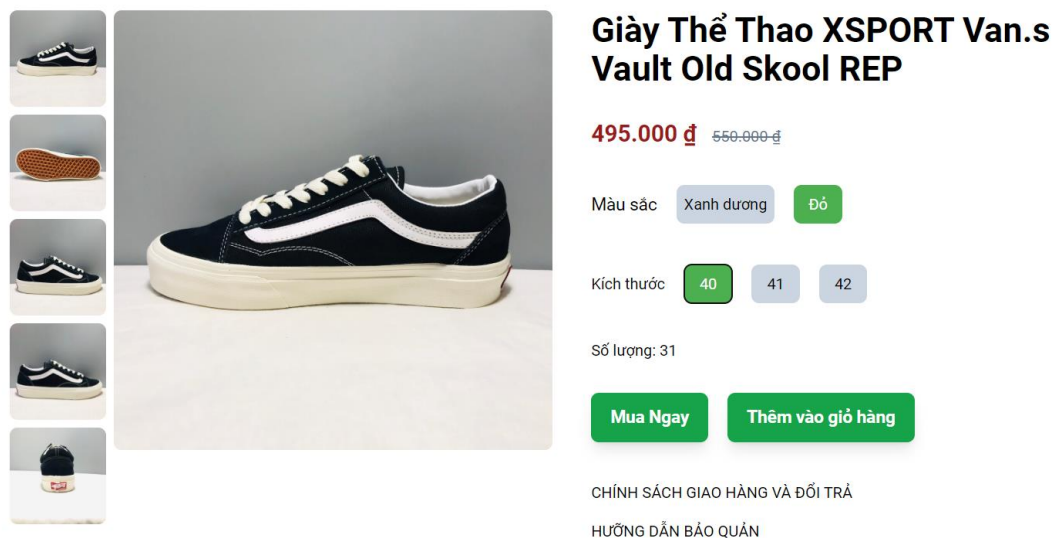 Giày Thể Thao XSPORT Van.s
Vault Old Skool REP
495.000 ₫ 550.000 ₫
Màu sắc Xanh dương Đỏ
Kích thước 40 41 42
Số lượng: 31
Mua Ngay Thêm vào giỏ hàng
CHÍNH SÁCH GIAO HÀNG VÀ ĐỔI TRẢ
HƯỠNG DẪN BẢO QUẢN